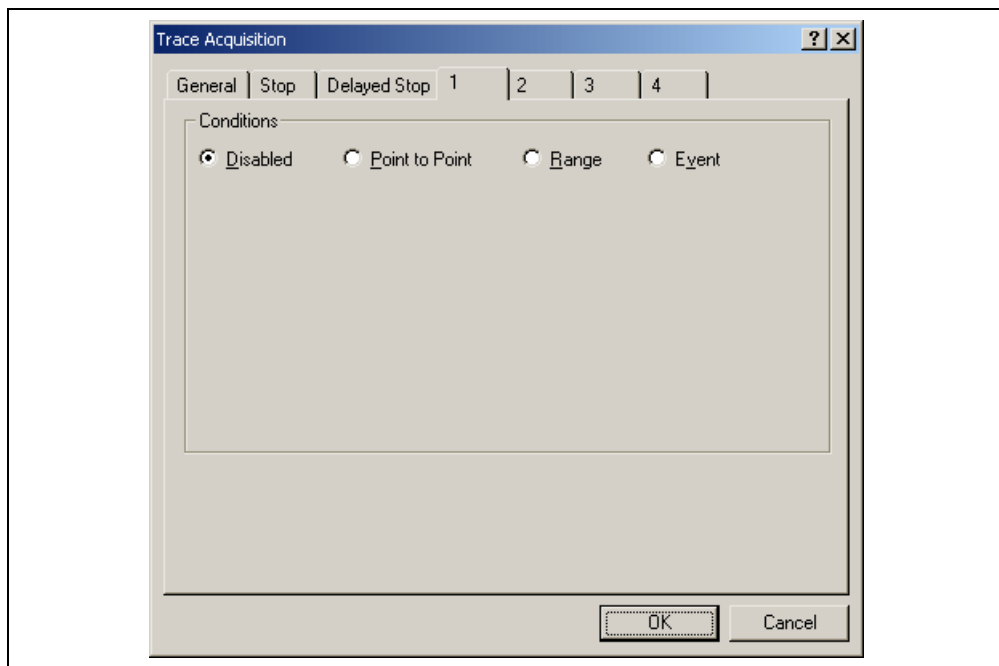 Trace Acquisition
General Stop Delayed Stop 1 2 3 4
Conditions
Disabled Point to Point Range Event
OK Cancel